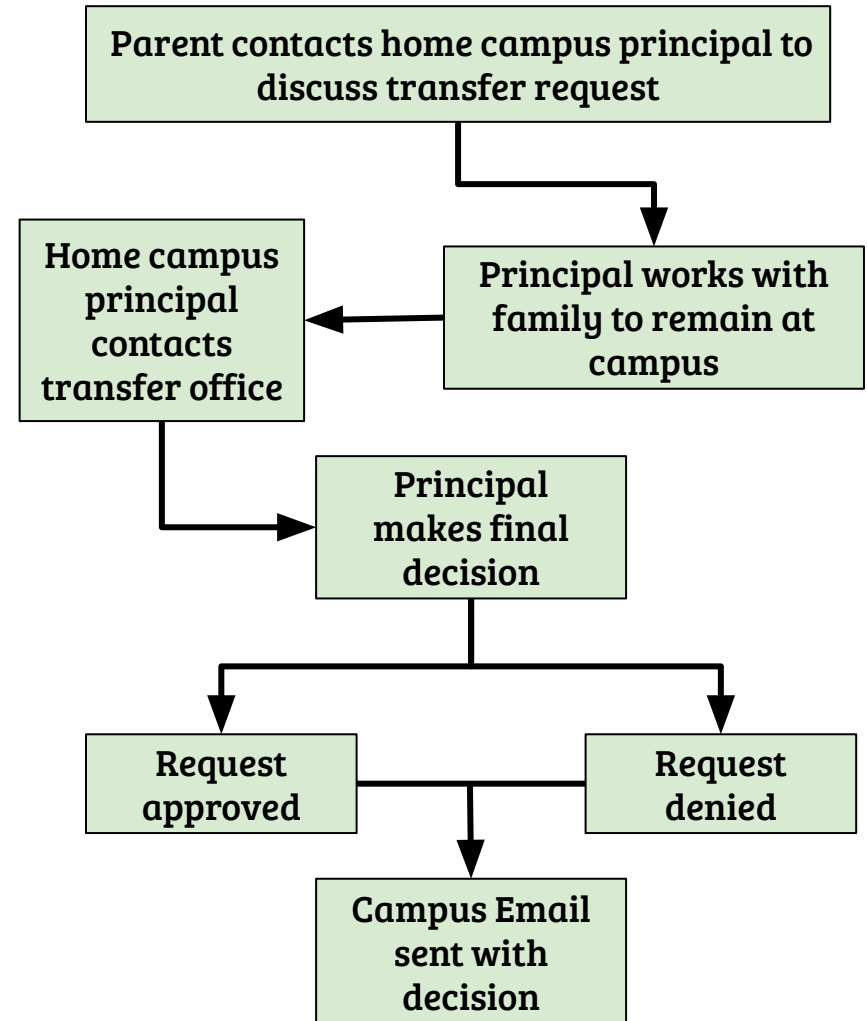 Parent contacts home campus principal to
discuss transfer request
Principal works with
family to remain at
campus
Home campus
principal
contacts
transfer office
Principal
makes final
decision
Request
approved
Request
denied
Campus Email
sent with
decision